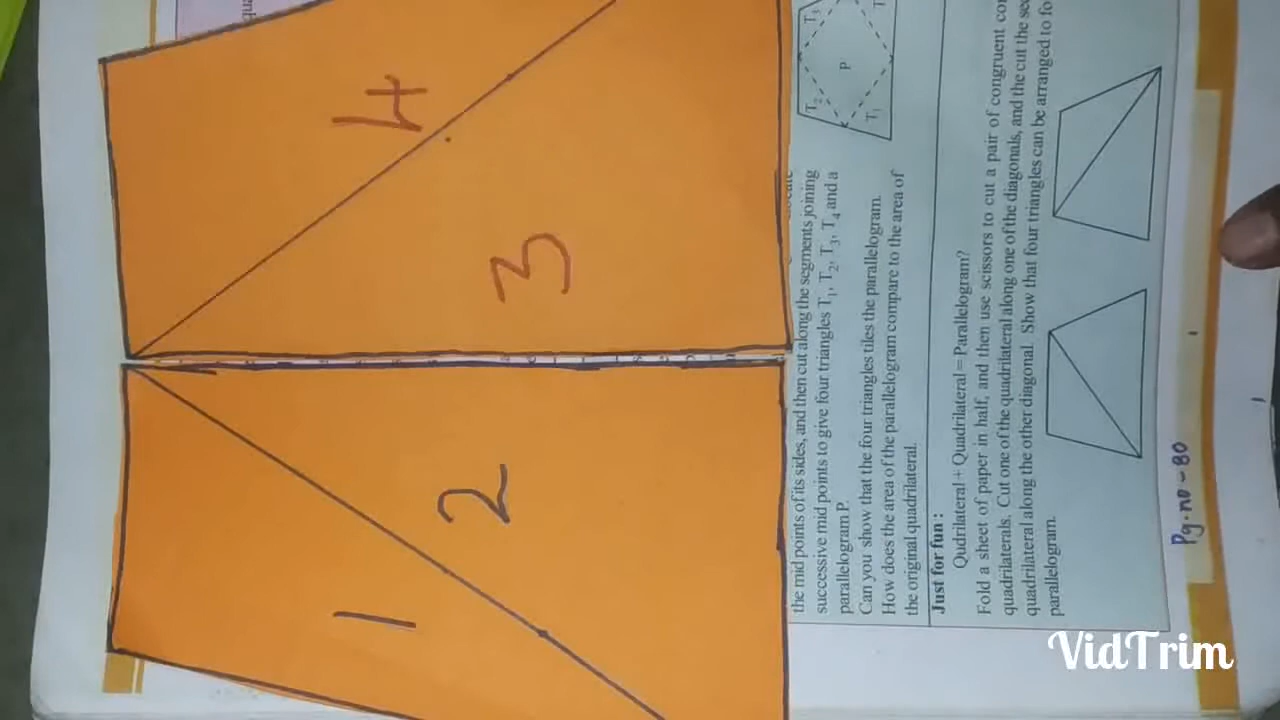 1
2
3
4
T1
T2
P
T3
the mid points of its sides, and then cut along the segments joining
successive mid points to give four triangles T1, T2, T3, T4 and a
parallelogram P.
Can you show that the four triangles tiles the parallelogram.
How does the area of the parallelogram compare to the area of
the original quadrilateral.
Just for fun :
Qudrilateral + Quadrilateral = Parallelogram?
Fold a sheet of paper in half, and then use scissors to cut a pair of congruent
quadrilaterals. Cut one of the quadrilateral along one of the diagonals, and the cut the
quadrilateral along the other diagonal. Show that four triangles can be arranged to
parallelogram.
Pg.no-80
VidTrim